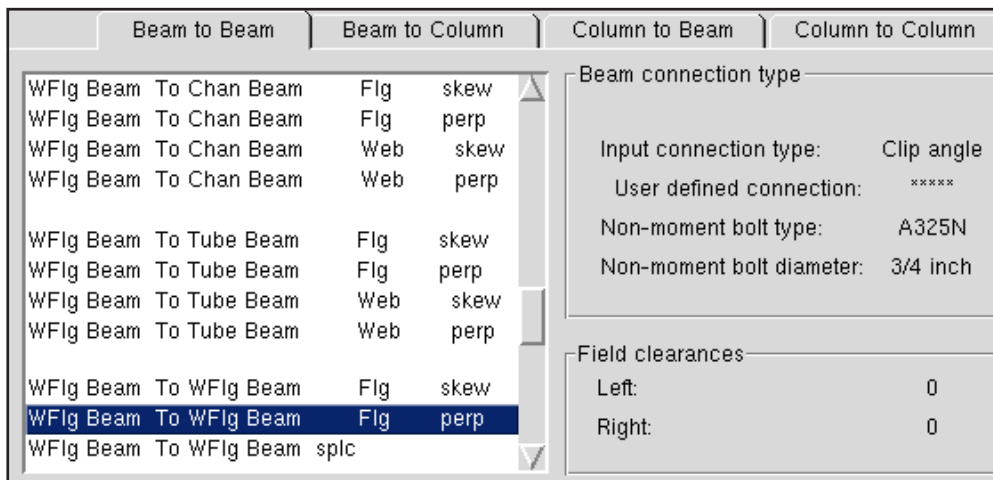 Beam to Beam Beam to Column Column to Beam Column to Column
WFlg Beam To Chan Beam Flg skew
WFlg Beam To Chan Beam Flg perp
WFlg Beam To Chan Beam Web skew
WFlg Beam To Chan Beam Web perp
WFlg Beam To Tube Beam Flg skew
WFlg Beam To Tube Beam Flg perp
WFlg Beam To Tube Beam Web skew
WFlg Beam To Tube Beam Web perp
WFlg Beam To WFlg Beam Flg skew
WFlg Beam To WFlg Beam Flg perp
WFlg Beam To WFlg Beam splc
Beam connection type
Input connection type: Clip angle
User defined connection: *****
Non-moment bolt type: A325N
Non-moment bolt diameter: 3/4 inch
Field clearances
Left: 0
Right: 0